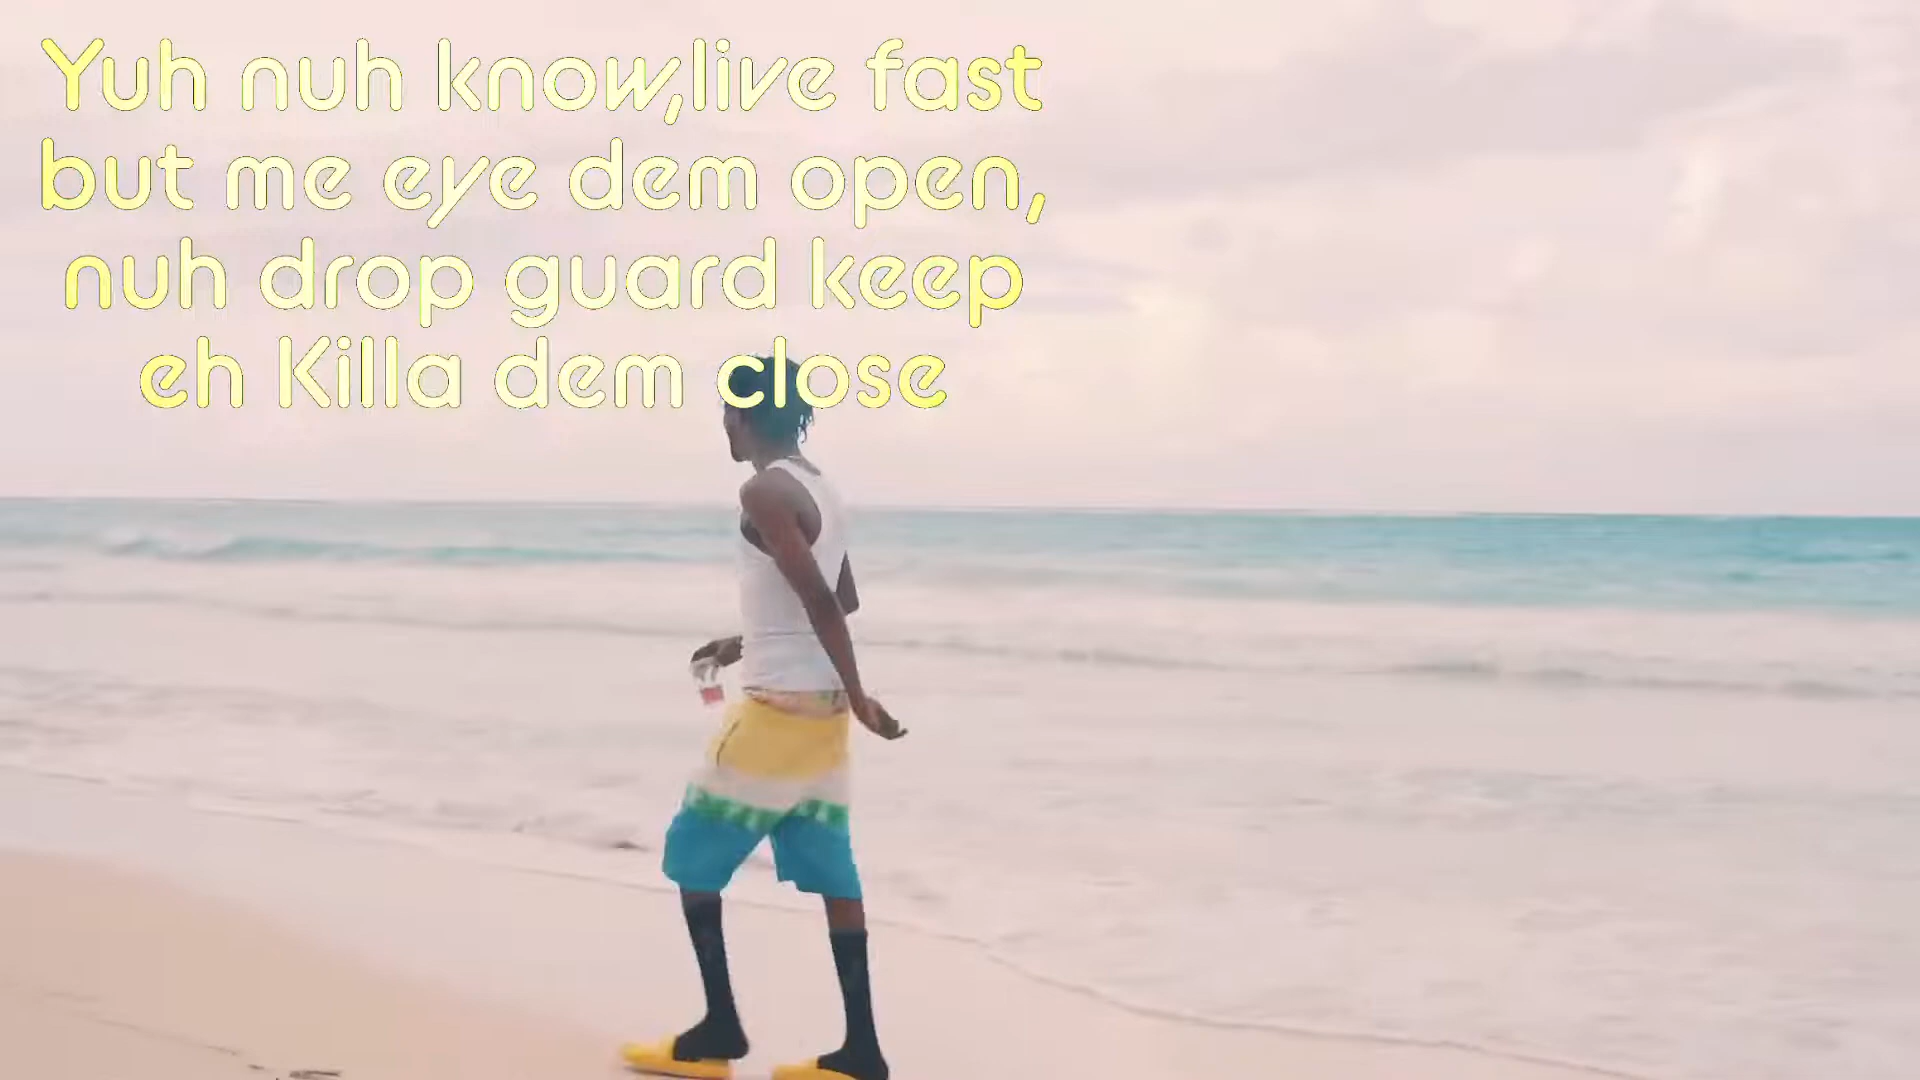 Yuh nuh know,live fast
but me eye dem open,
nuh drop guard keep
eh Killa dem close